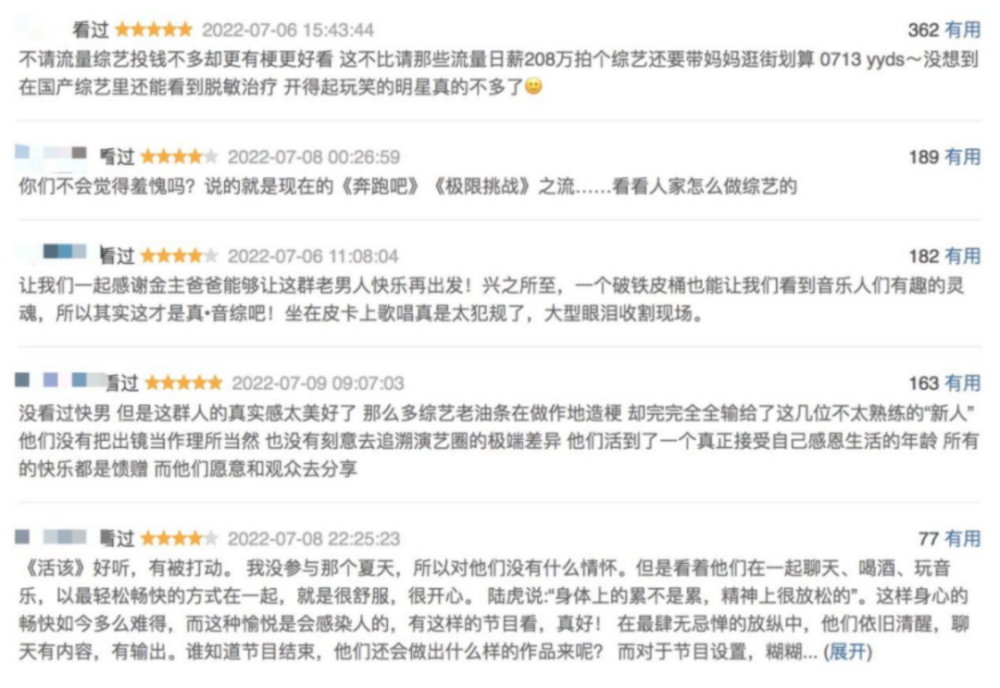 看过 2022-07-06 15:43:44 362 有用
不请流量综艺投钱不多却更有梗更好看 这不比请那些流量日薪208万拍个综艺还要带妈妈逛街划算 0713 yyds～没想到
在国产综艺里还能看到脱敏治疗 开得起玩笑的明星真的不多了
看过 2022-07-08 00:26:59 189 有用
你们不会觉得羞愧吗？说的就是现在的《奔跑吧》《极限挑战》之流……看看人家怎么做综艺的
看过 2022-07-06 11:08:04 182 有用
让我们一起感谢金主爸爸能够让这群老男人快乐再出发！兴之所至，一个破铁皮桶也能让我们看到音乐人们有趣的灵
魂，所以其实这才是真•音综吧！坐在皮卡上歌唱真是太犯规了，大型眼泪收割现场。
看过 2022-07-09 09:07:03 163 有用
没看过快男 但是这群人的真实感太美好了 那么多综艺老油条在做作地造梗 却完完全全输给了这几位不太熟练的“新人”
他们没有把出镜当作理所当然 也没有刻意去追溯演艺圈的极端差异 他们活到了一个真正接受自己感恩生活的年龄 所有
的快乐都是馈赠 而他们愿意和观众去分享
看过 2022-07-08 22:25:23 77 有用
《活该》好听，有被打动。 我没参与那个夏天，所以对他们没有什么情怀。但是看着他们在一起聊天、喝酒、玩音
乐，以最轻松畅快的方式在一起，就是很舒服，很开心。 陆虎说:“身体上的累不是累，精神上很放松的”。这样身心的
畅快如今多么难得，而这种愉悦是会感染人的，有这样的节目看，真好！ 在最肆无忌惮的放纵中，他们依旧清醒，聊
天有内容，有输出。谁知道节目结束，他们还会做出什么样的作品来呢？ 而对于节目设置，糊糊... (展开)